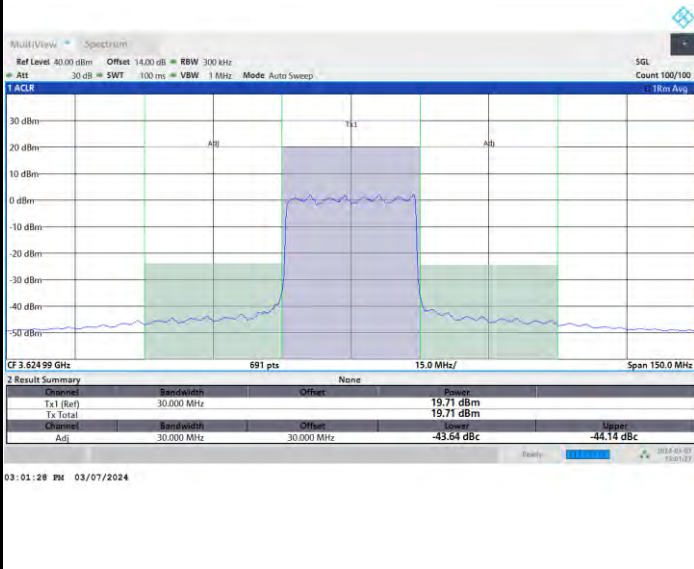 MultiView Spectrum
Ref Level 40.00 dBm Offset 14.00 dB RBW 300 kHz SGL
Att 30 dB SWT 100 ms VBW 1 MHz Mode Auto Sweep Count 100/100
1 ACLR 1Rm Avg
30 dBm
Tx1
20 dBm Adj Adj
10 dBm
0 dBm
-10 dBm
-20 dBm
-30 dBm
-40 dBm
-50 dBm
CF 3.624 99 GHz 691 pts 15.0 MHz/ Span 150.0 MHz
2 Result Summary None
Channel Bandwidth Offset Power
Tx1 (Ref) 30.000 MHz 19.71 dBm
Tx Total 19.71 dBm
Channel Bandwidth Offset Lower Upper
Adj 30.000 MHz 30.000 MHz -43.64 dBc -44.14 dBc
Ready 2024-03-07
15:01:27
03:01:28 PM 03/07/2024